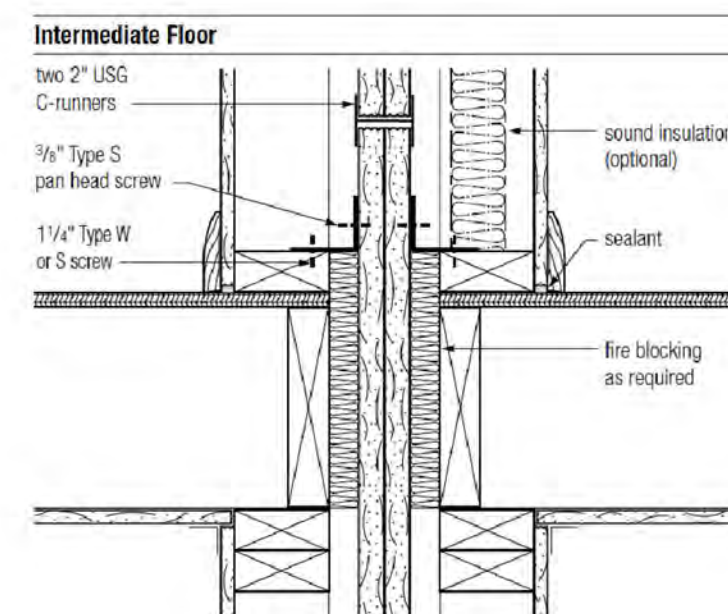 Intermediate Floor
two 2" USG
C-runners
3/8" Type S
pan head screw
1 1/4" Type W
or S screw
sound insulation
(optional)
sealant
fire blocking
as required